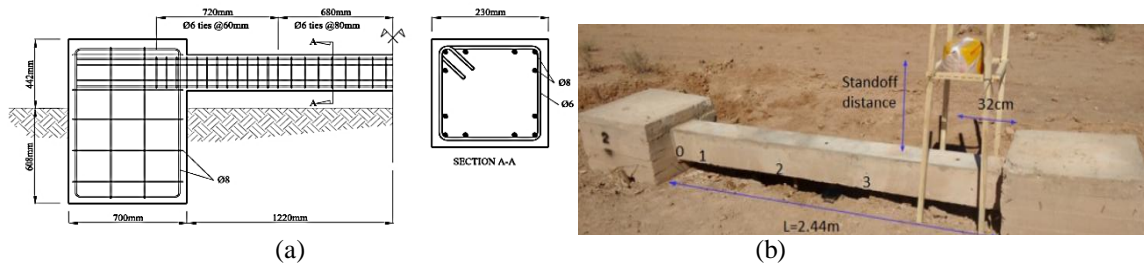 720mm 680mm
Ø6 ties @60mm Ø6 ties @80mm
A
A
442mm
608mm
Ø8
700mm 1220mm
230mm
Ø8
Ø6
SECTION A-A
(a)
Standoff
distance
32cm
0
1
2
3
L=2.44m
(b)